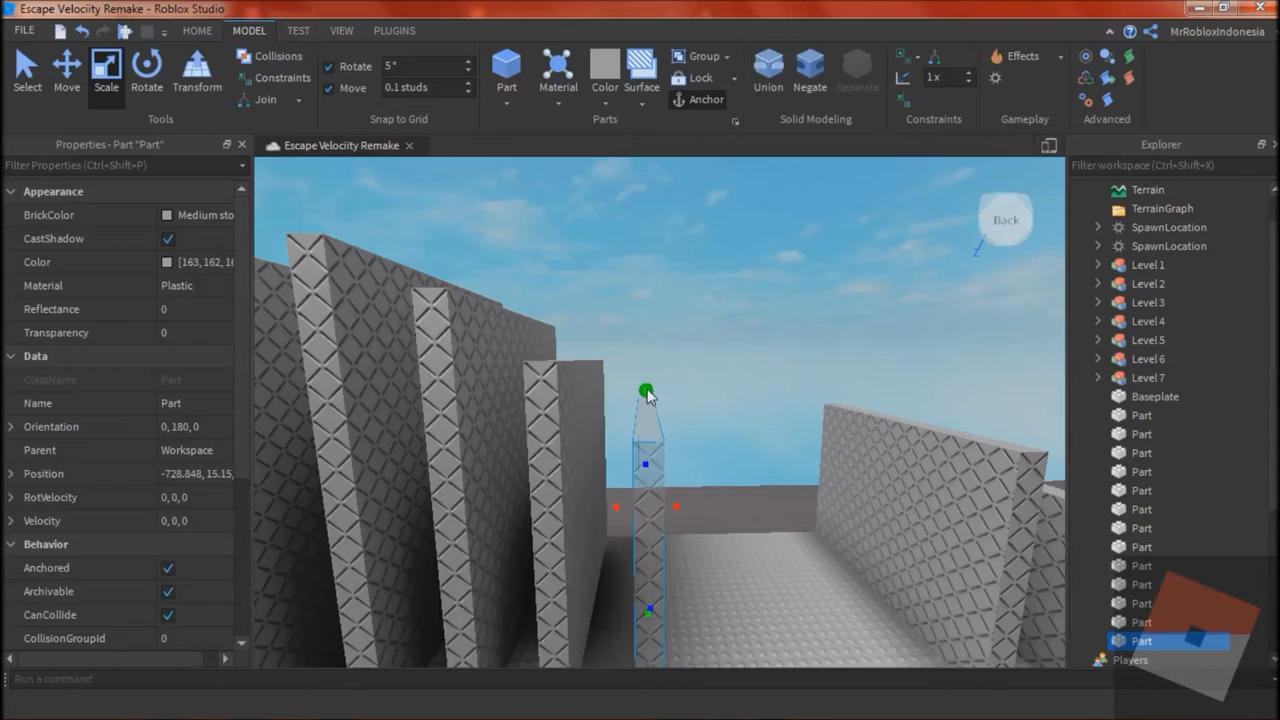 Escape Velociity Remake - Roblox Studio
FILE
HOME MODEL TEST VIEW PLUGINS
MrRobloxIndonesia
Select Move Scale Rotate Transform
Collisions
Constraints
Join
Tools
Rotate 5°
Move 0.1 studs
Snap to Grid
Part Material Color Surface
Group
Lock
Anchor
Parts
Union Negate Separate
Solid Modeling
1x
Constraints
Effects
Gameplay
Advanced
Properties - Part "Part"
Filter Properties (Ctrl+Shift+P)
Appearance
BrickColor Medium sto
CastShadow
Color [163, 162, 16
Material Plastic
Reflectance 0
Transparency 0
Data
ClassName Part
Name Part
Orientation 0,180,0
Parent Workspace
Position -728.848, 15.15,
RotVelocity 0,0,0
Velocity 0,0,0
Behavior
Anchored
Archivable
CanCollide
CollisionGroupId 0
Run a command
Escape Velociity Remake
Back
Z
Explorer
Filter workspace (Ctrl+Shift+X)
Terrain
TerrainGraph
SpawnLocation
SpawnLocation
Level 1
Level 2
Level 3
Level 4
Level 5
Level 6
Level 7
Baseplate
Part
Part
Part
Part
Part
Part
Part
Part
Part
Part
Part
Part
Part
Players